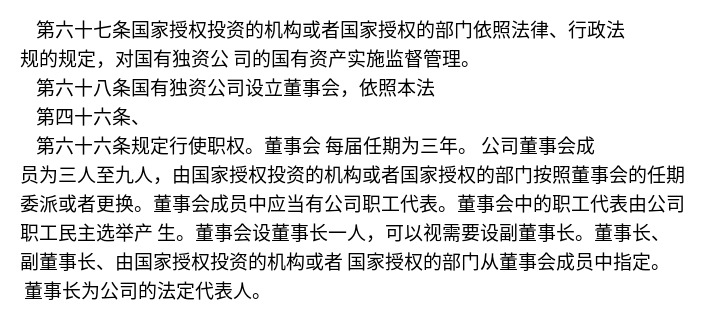 第六十七条国家授权投资的机构或者国家授权的部门依照法律、行政法
规的规定，对国有独资公 司的国有资产实施监督管理。
第六十八条国有独资公司设立董事会，依照本法
第四十六条、
第六十六条规定行使职权。董事会 每届任期为三年。 公司董事会成
员为三人至九人，由国家授权投资的机构或者国家授权的部门按照董事会的任期
委派或者更换。董事会成员中应当有公司职工代表。董事会中的职工代表由公司
职工民主选举产 生。董事会设董事长一人，可以视需要设副董事长。董事长、
副董事长、由国家授权投资的机构或者 国家授权的部门从董事会成员中指定。
董事长为公司的法定代表人。